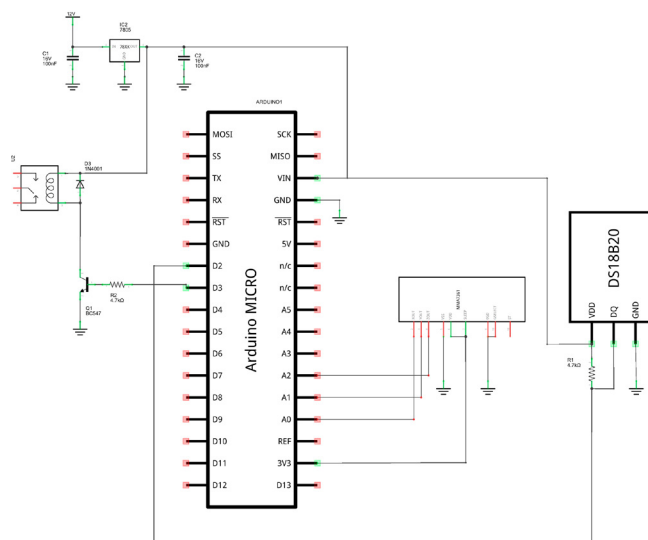 12V
IC2
7805
C1
16V
100nF
C2
16V
100nF
ARDUINO1
U2
D3
1N4001
Q1
BC547
R2
4.7kΩ
Arduino MICRO
MOSI
SS
TX
RX
RST
GND
D2
D3
D4
D5
D6
D7
D8
D9
D10
D11
D12
SCK
MISO
VIN
GND
RST
5V
n/c
n/c
A5
A4
A3
A2
A1
A0
REF
3V3
D13
MMA7361
DS18B20
VDD
DQ
GND
R1
4.7kΩ